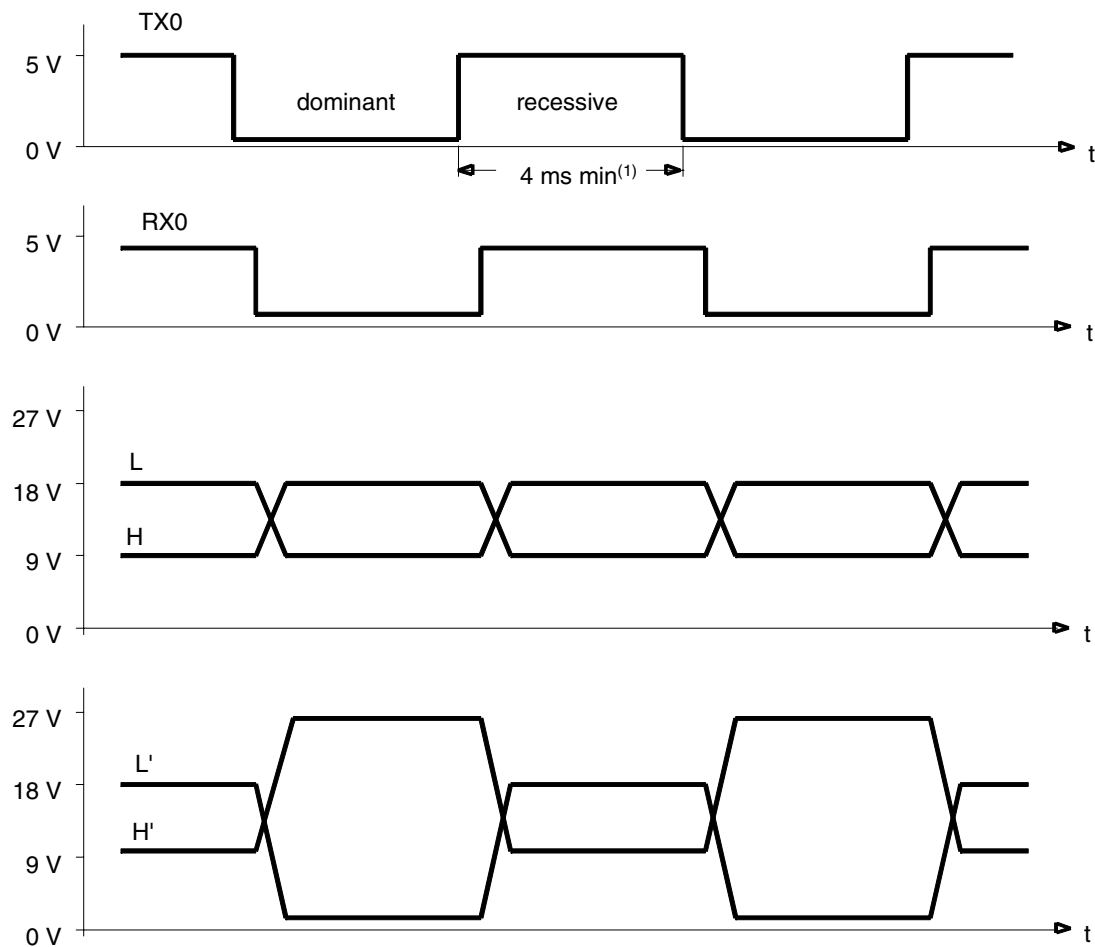 TX0
5 V
dominant
recessive
0 V
t
4 ms min(1)
RX0
5 V
0 V
t
27 V
L
18 V
H
9 V
0 V
t
27 V
L'
18 V
H'
9 V
0 V
t